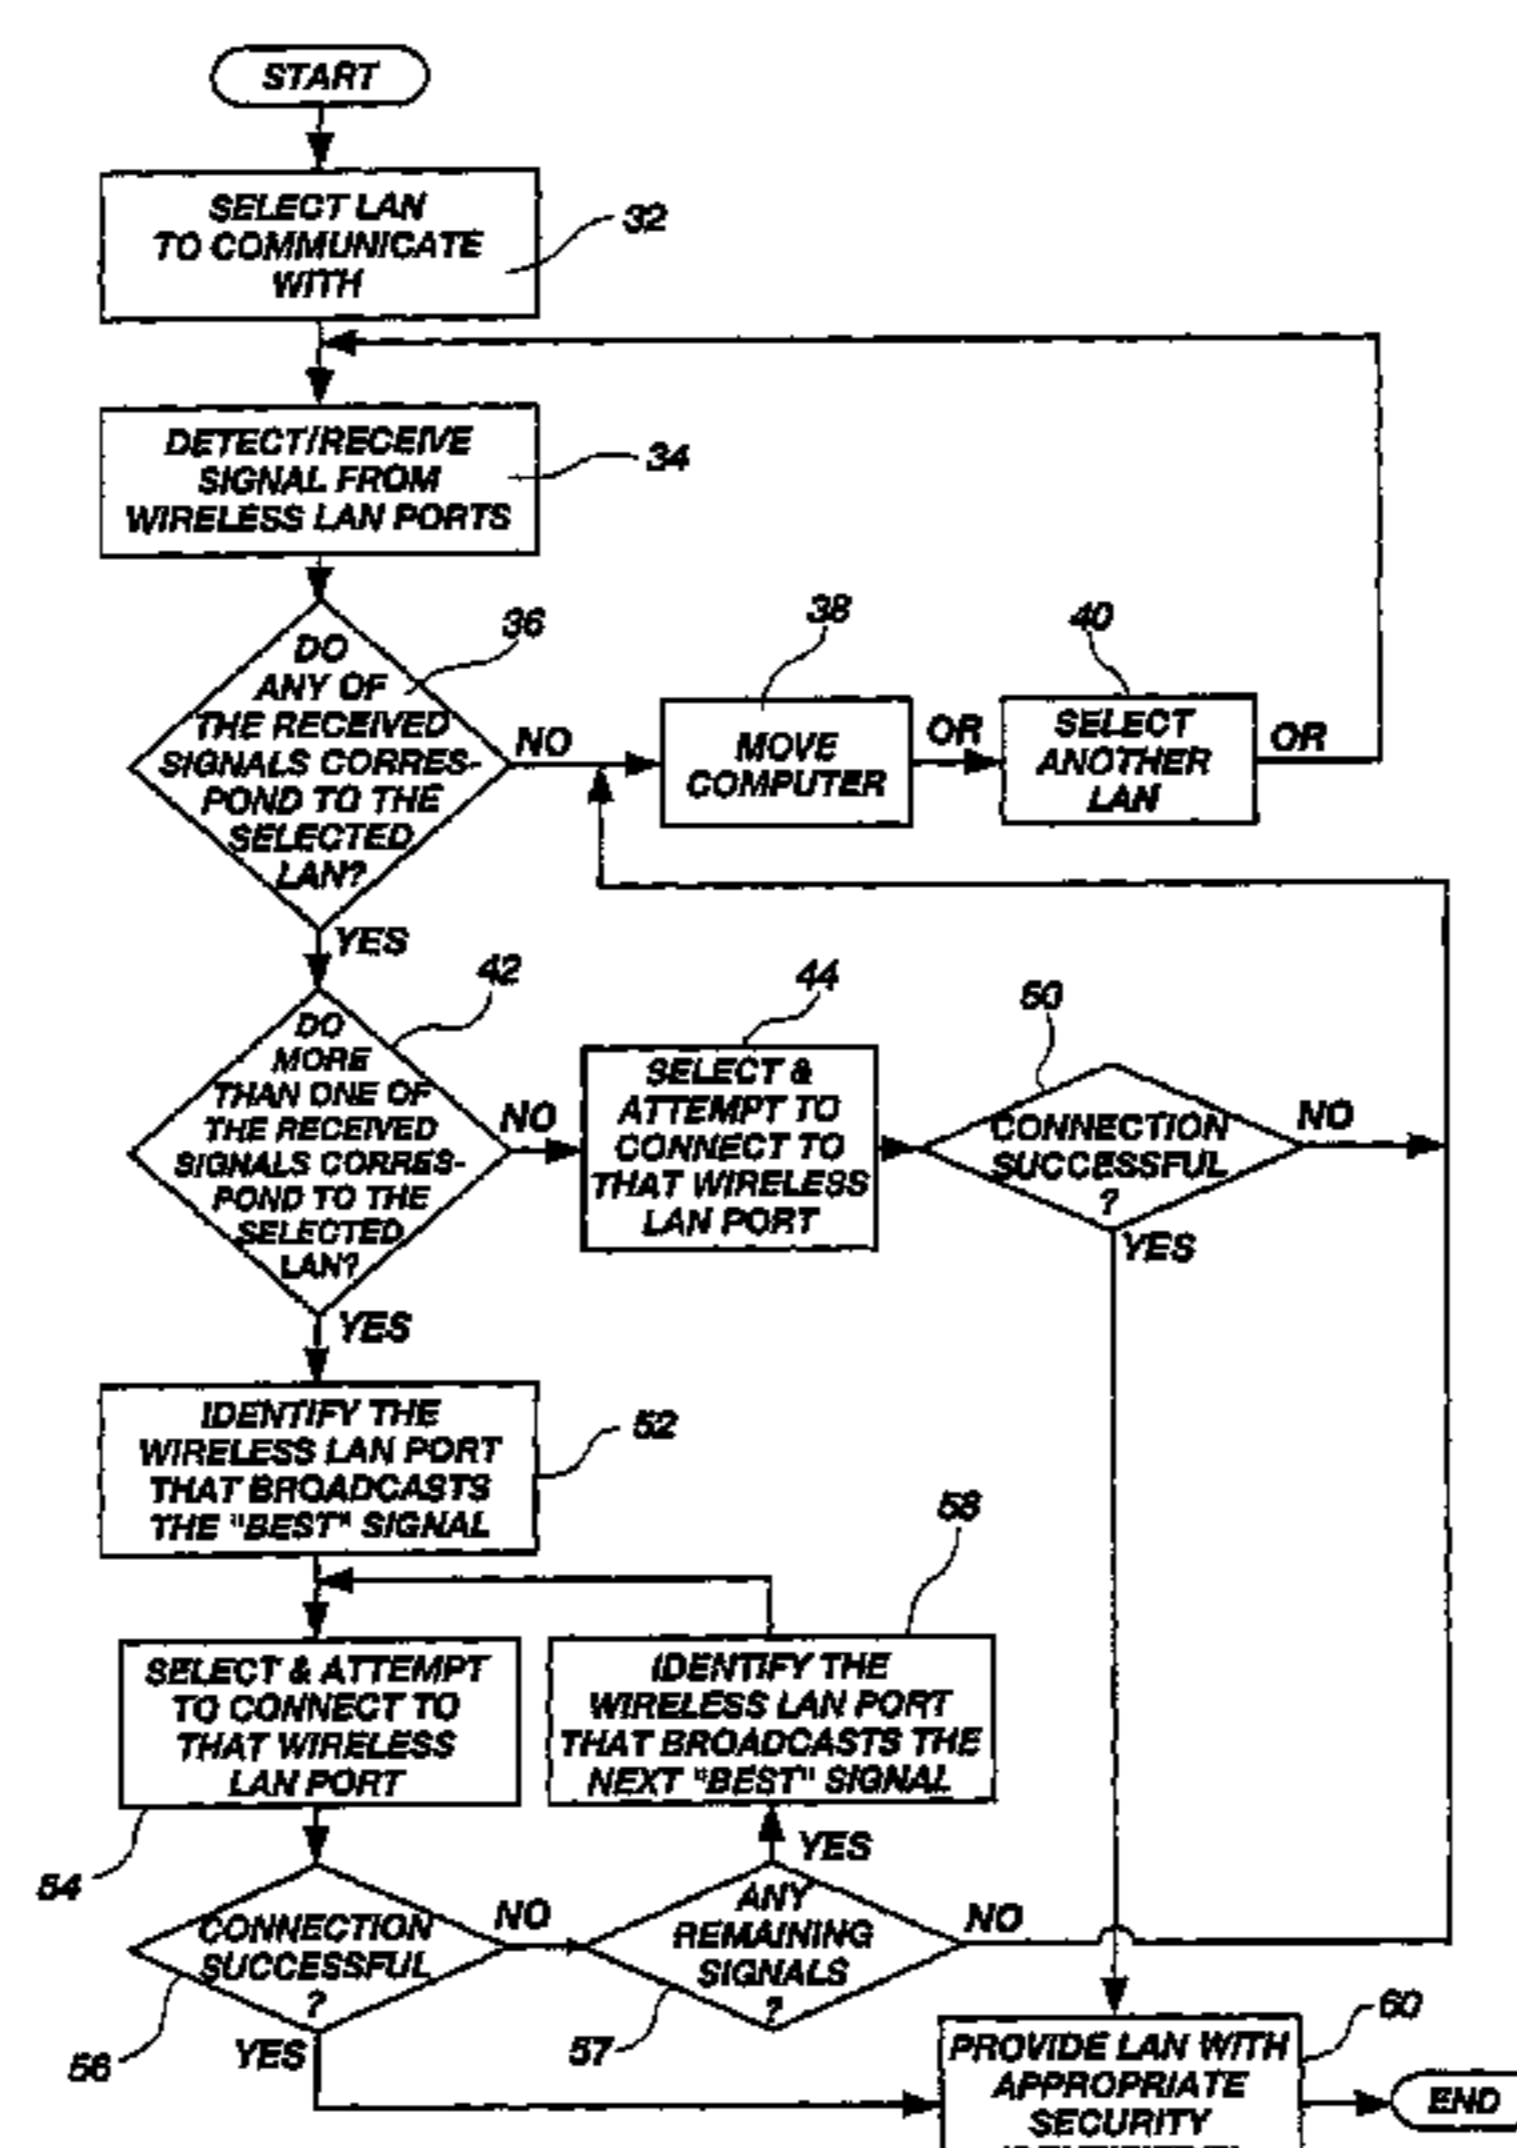 START
SELECT LAN
TO COMMUNICATE
WITH
32
DETECT/RECEIVE
SIGNAL FROM
WIRELESS LAN PORTS
34
DO
ANY OF
THE RECEIVED
SIGNALS CORRES-
POND TO THE
SELECTED
LAN?
36
NO
YES
MOVE
COMPUTER
38
OR
SELECT
ANOTHER
LAN
40
OR
DO
MORE
THAN ONE OF
THE RECEIVED
SIGNALS CORRES-
POND TO THE
SELECTED
LAN?
42
NO
YES
SELECT &
ATTEMPT TO
CONNECT TO
THAT WIRELESS
LAN PORT
44
CONNECTION
SUCCESSFUL
?
50
NO
YES
IDENTIFY THE
WIRELESS LAN PORT
THAT BROADCASTS
THE "BEST" SIGNAL
52
SELECT & ATTEMPT
TO CONNECT TO
THAT WIRELESS
LAN PORT
54
IDENTIFY THE
WIRELESS LAN PORT
THAT BROADCASTS THE
NEXT "BEST" SIGNAL
58
CONNECTION
SUCCESSFUL
?
56
NO
YES
ANY
REMAINING
SIGNALS
?
57
YES
NO
PROVIDE LAN WITH
APPROPRIATE
SECURITY
60
END